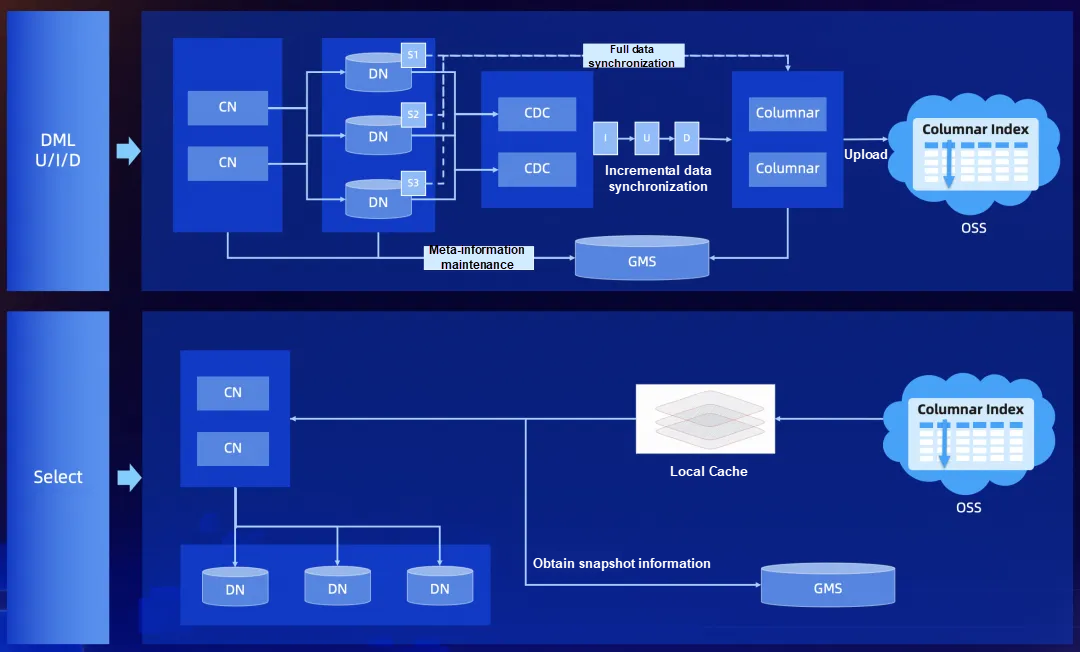 DML
U/I/D
CN
CN
DN
S1
DN
S2
DN
S3
Full data
synchronization
CDC
CDC
I
U
D
Incremental data
synchronization
Columnar
Columnar
Upload
Columnar Index
OSS
Meta-information
maintenance
GMS
Select
CN
CN
DN
DN
DN
Local Cache
Columnar Index
OSS
Obtain snapshot information
GMS